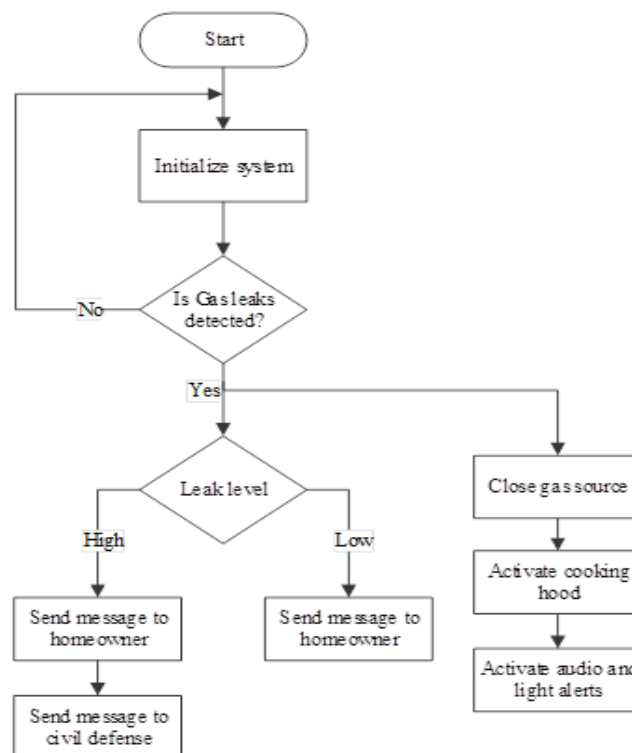 Start
Initialize system
Is Gas leaks
detected?
No
Yes
Leak level
Close gas source
High
Low
Activate cooking
hood
Send message to
homeowner
Send message to
homeowner
Activate audio and
light alerts
Send message to
civil defense